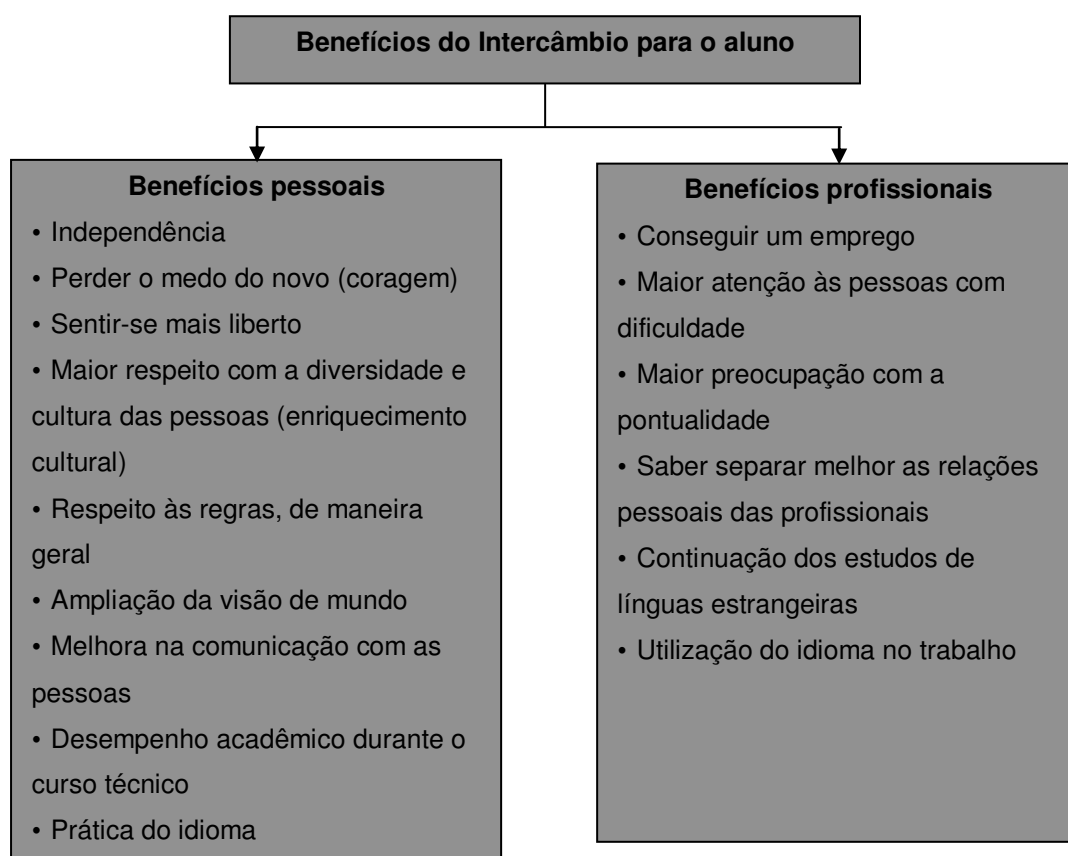 Benefícios do Intercâmbio para o aluno
Benefícios pessoais
• Independência
• Perder o medo do novo (coragem)
• Sentir-se mais liberto
• Maior respeito com a diversidade e
cultura das pessoas (enriquecimento
cultural)
• Respeito às regras, de maneira
geral
• Ampliação da visão de mundo
• Melhora na comunicação com as
pessoas
• Desempenho acadêmico durante o
curso técnico
• Prática do idioma
Benefícios profissionais
• Conseguir um emprego
• Maior atenção às pessoas com
dificuldade
• Maior preocupação com a
pontualidade
• Saber separar melhor as relações
pessoais das profissionais
• Continuação dos estudos de
línguas estrangeiras
• Utilização do idioma no trabalho